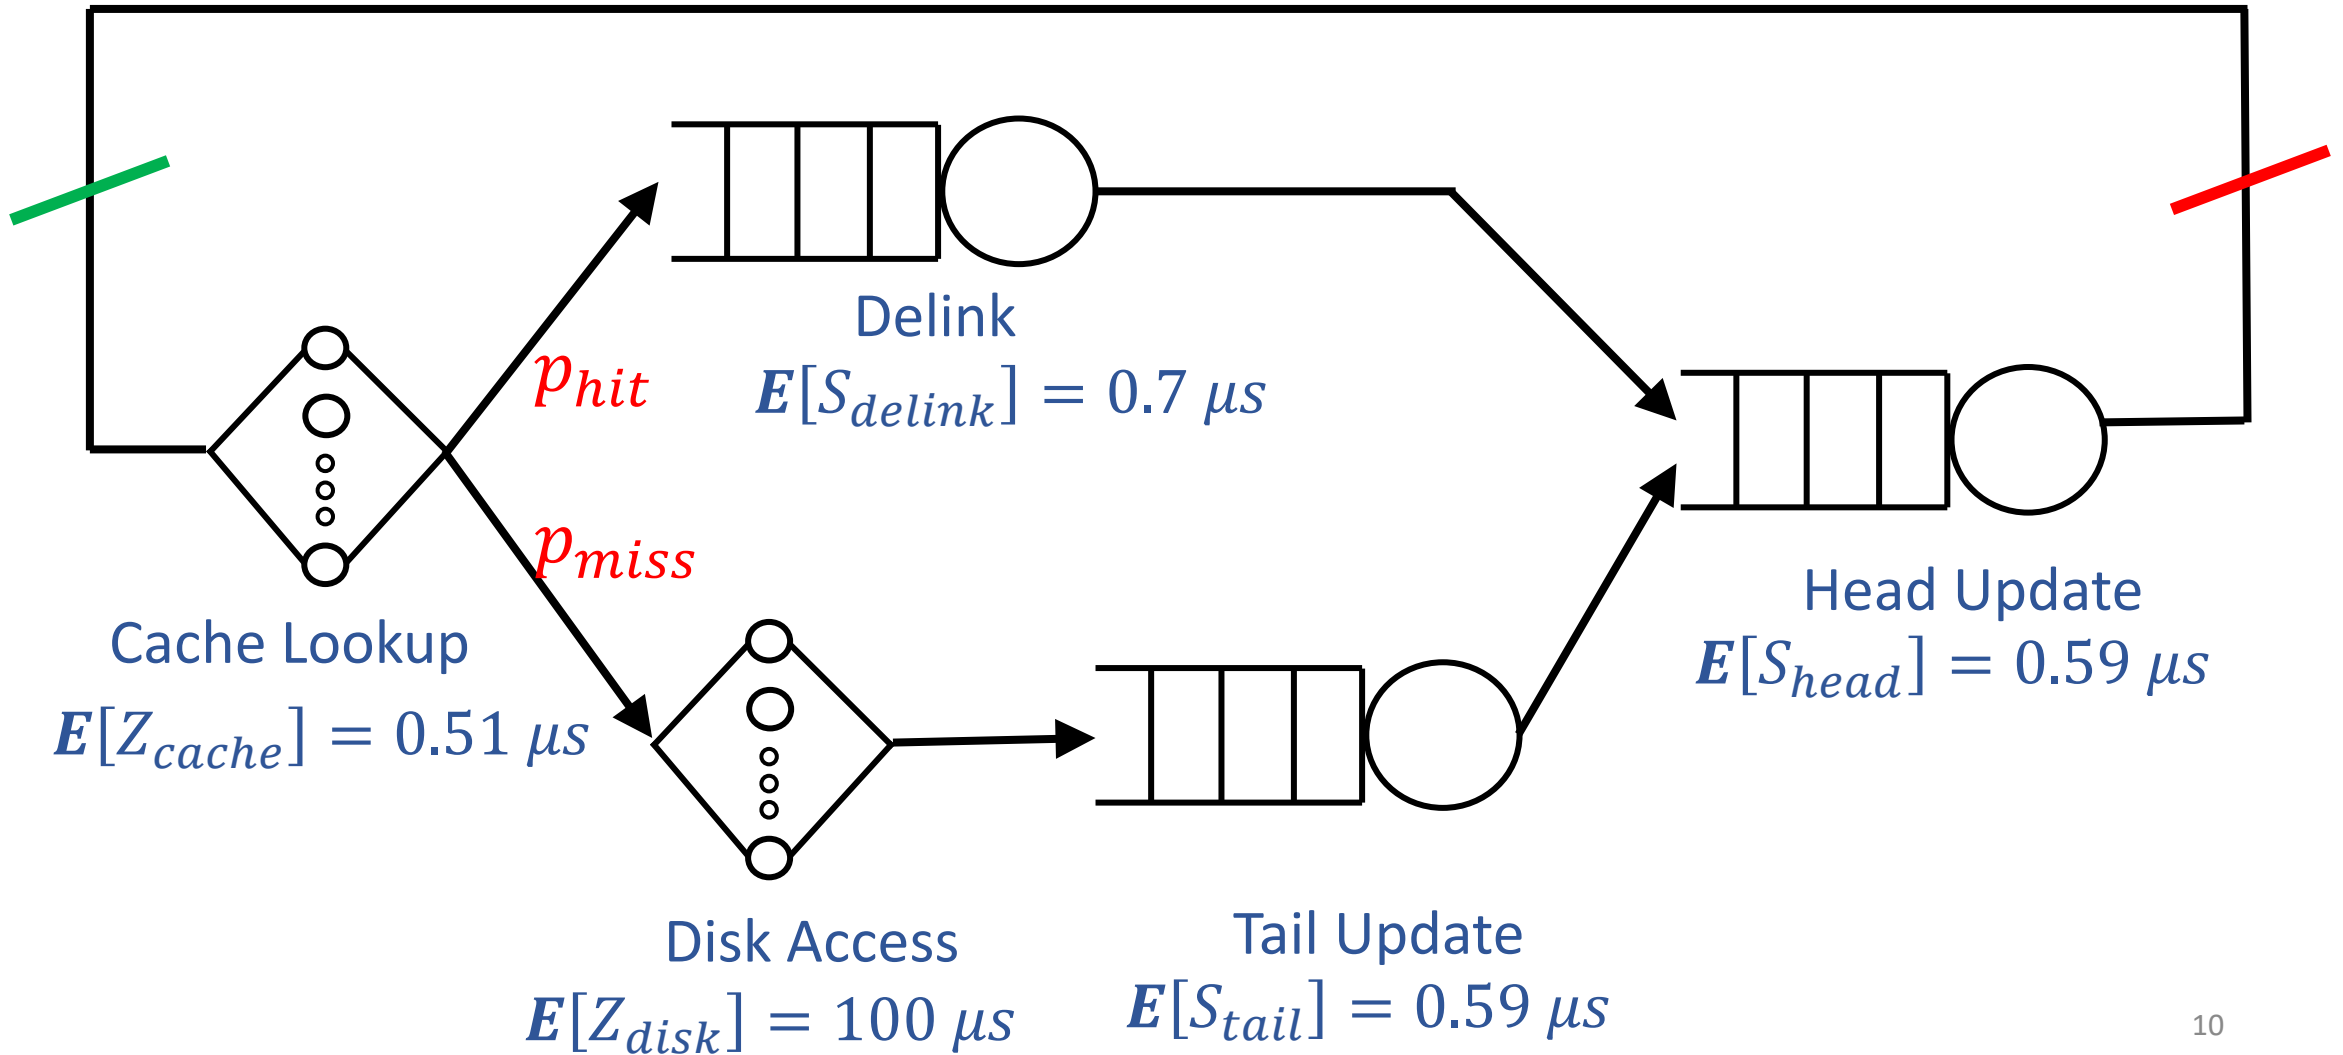 Delink
E[S_delink] = 0.7 μs
p_hit
p_miss
Cache Lookup
E[Z_cache] = 0.51 μs
Head Update
E[S_head] = 0.59 μs
Disk Access
E[Z_disk] = 100 μs
Tail Update
E[S_tail] = 0.59 μs
10